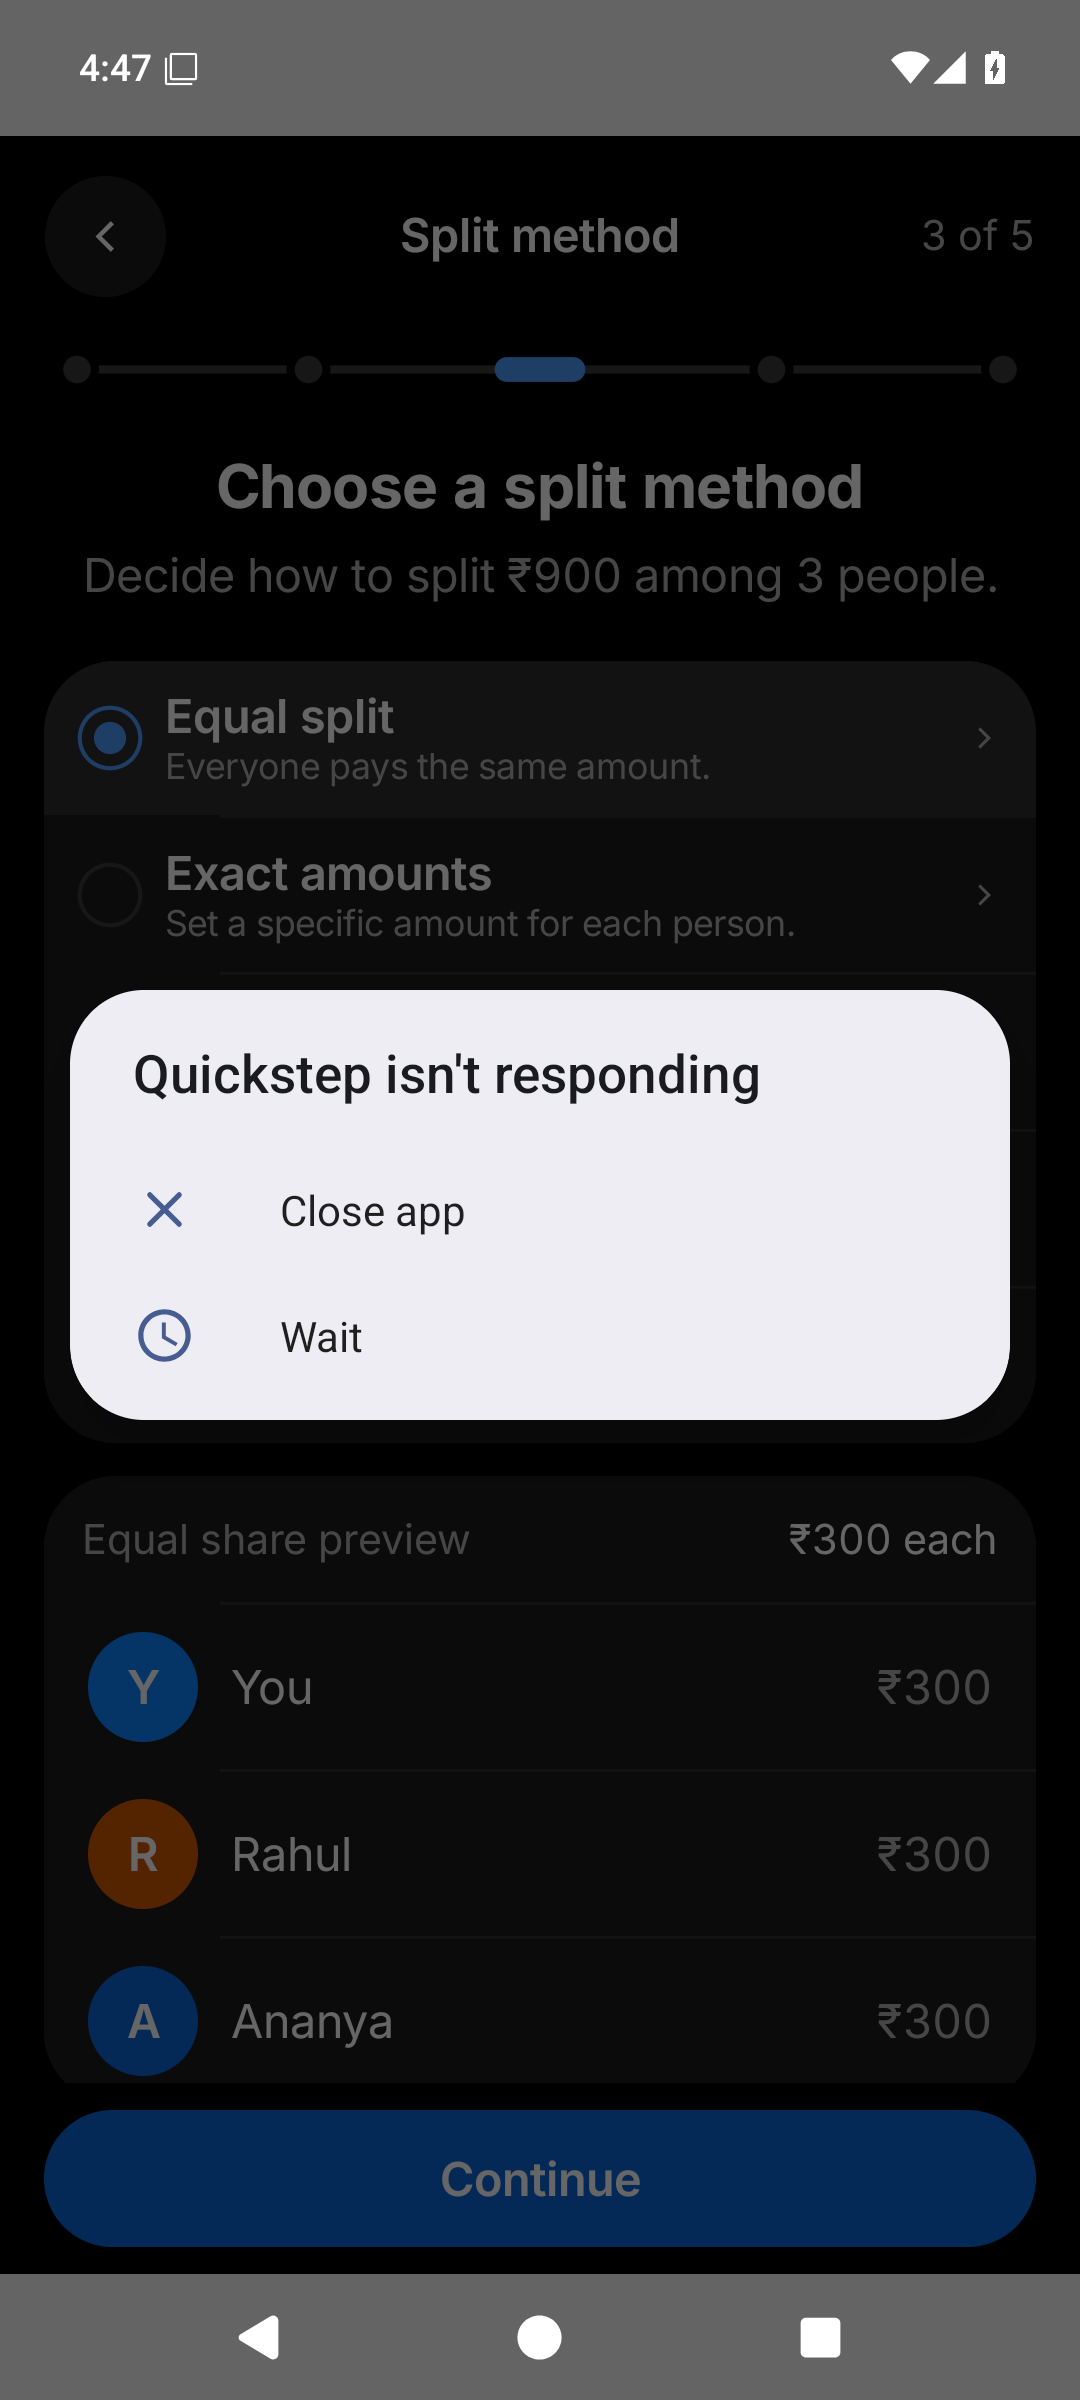 4:47
Split method
3 of 5
Choose a split method
Decide how to split ₹900 among 3 people.
Equal split
Everyone pays the same amount.
Exact amounts
Set a specific amount for each person.
Quickstep isn't responding
Close app
Wait
Equal share preview
₹300 each
Y
You
₹300
R
Rahul
₹300
A
Ananya
₹300
Continue